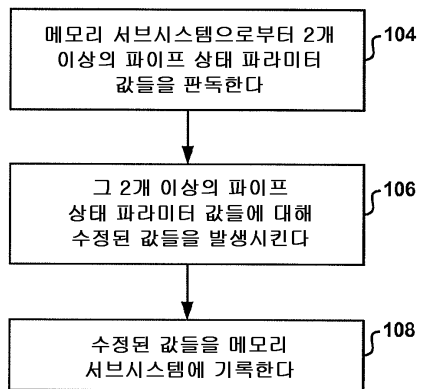 메모리 서브시스템으로부터 2개
이상의 파이프 상태 파라미터
값들을 판독한다
104
그 2개 이상의 파이프
상태 파라미터 값들에 대해
수정된 값들을 발생시킨다
106
수정된 값들을 메모리
서브시스템에 기록한다
108